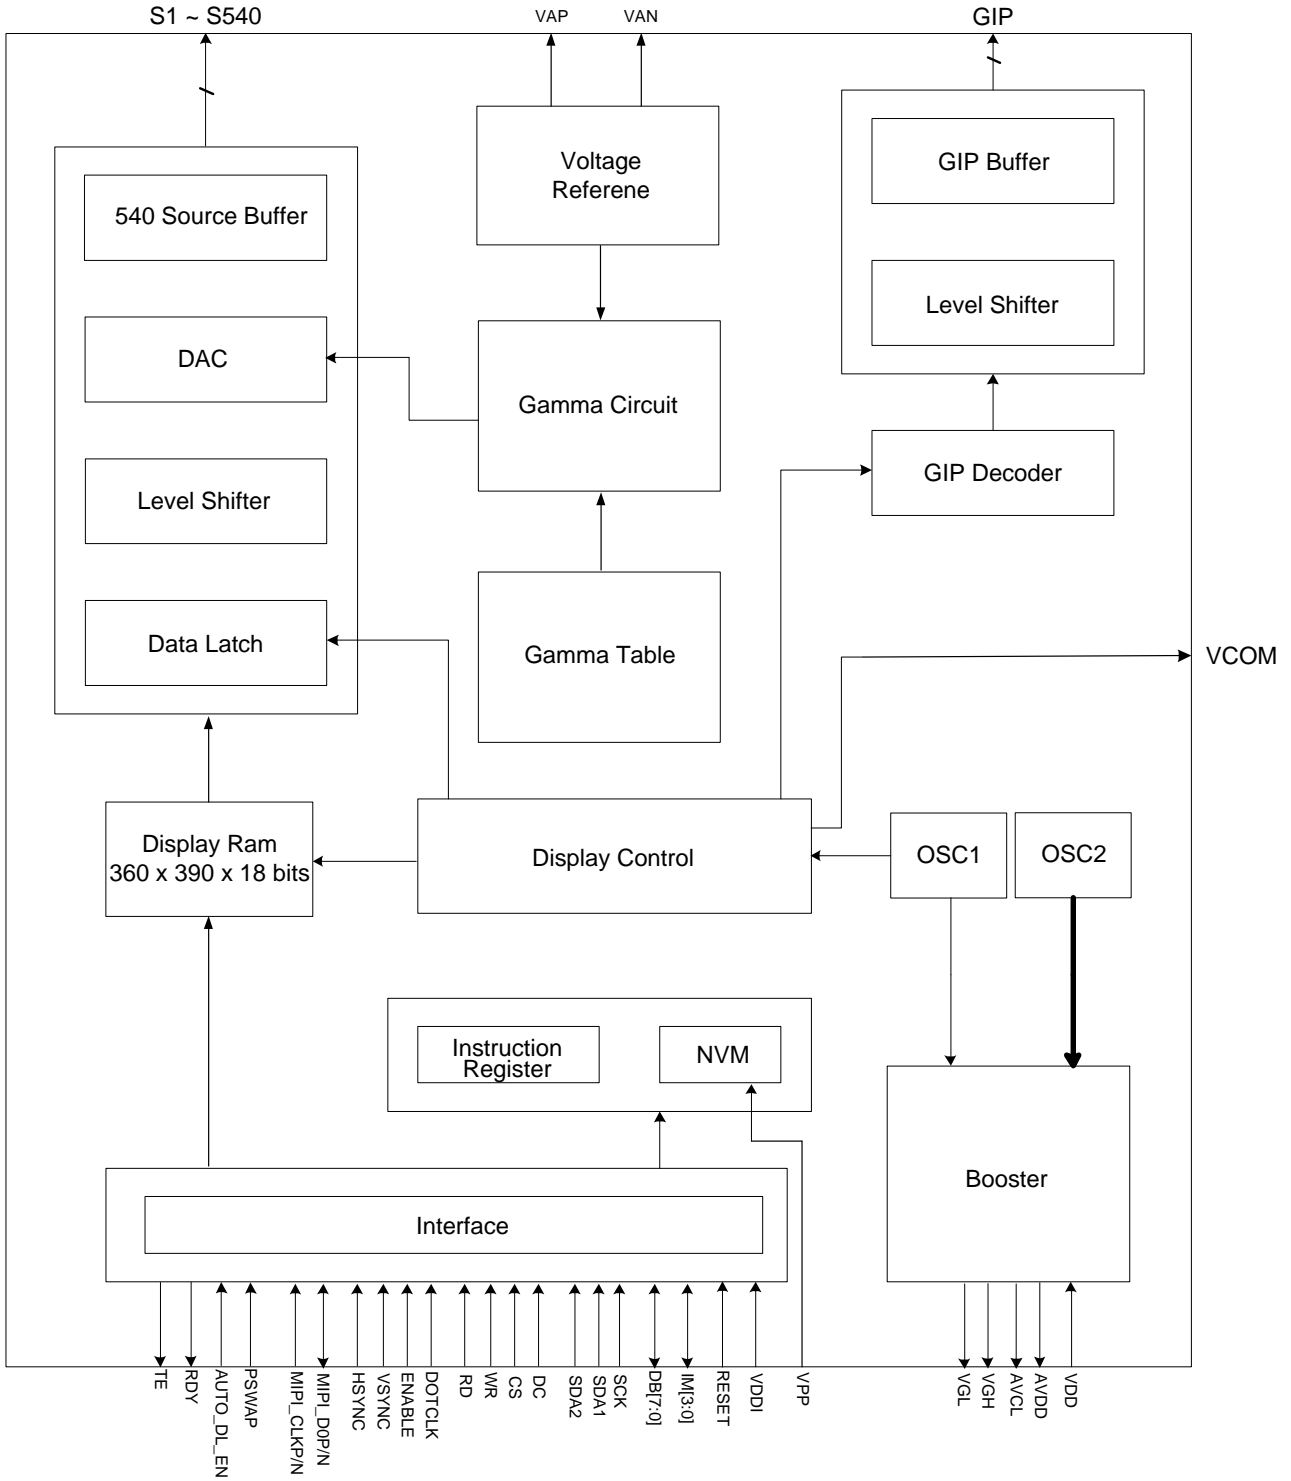 S1 ~ S540
VAP
VAN
GIP
Voltage
Referene
GIP Buffer
540 Source Buffer
Level Shifter
DAC
Gamma Circuit
GIP Decoder
Level Shifter
Data Latch
Gamma Table
VCOM
Display Ram
360 x 390 x 18 bits
Display Control
OSC1
OSC2
Instruction
Register
NVM
Booster
Interface
TE
RDY
AUTO_DL_EN
PSWAP
MIPI_CLKP/N
MIPI_D0P/N
HSYNC
VSYNC
ENABLE
DOTCLK
RD
WR
CS
DC
SDA2
SDA1
SCK
DB[7:0]
IM[3:0]
RESET
VDDI
VPP
VGL
VGH
AVCL
AVDD
VDD